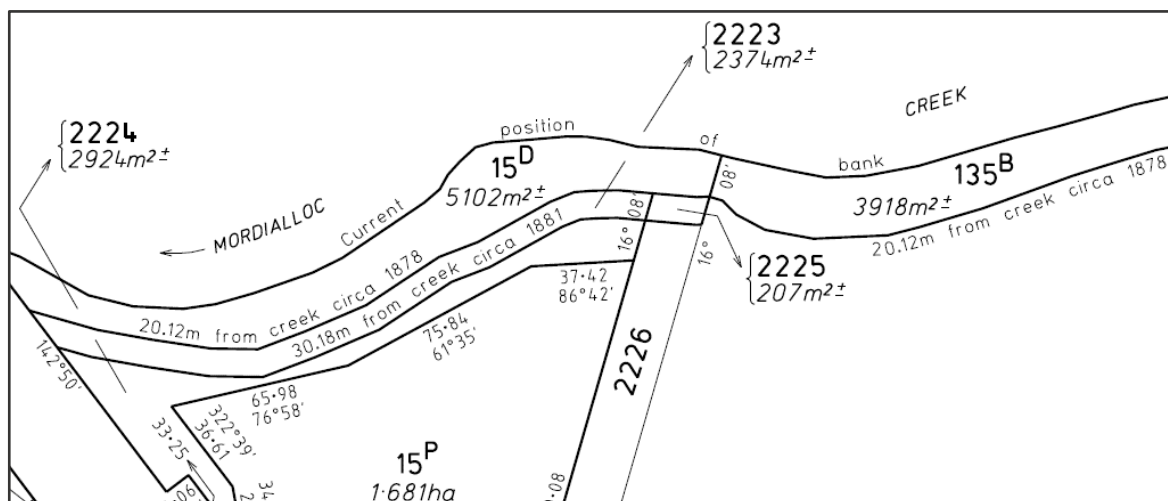 2223
2374m²±
2224
2924m²±
CREEK
position
of
bank
15ᴰ
5102m²±
135ᴮ
3918m²±
08'
16°
08'
16°
MORDIALLOC
Current
20.12m from creek circa 1878
20.12m from creek circa 1878
30.18m from creek circa 1881
2225
207m²±
37·42
86°42'
75·84
61°35'
142°50'
65·98
76°58'
2226
322°39'
36·61
33·25
15ᴾ
1·681ha